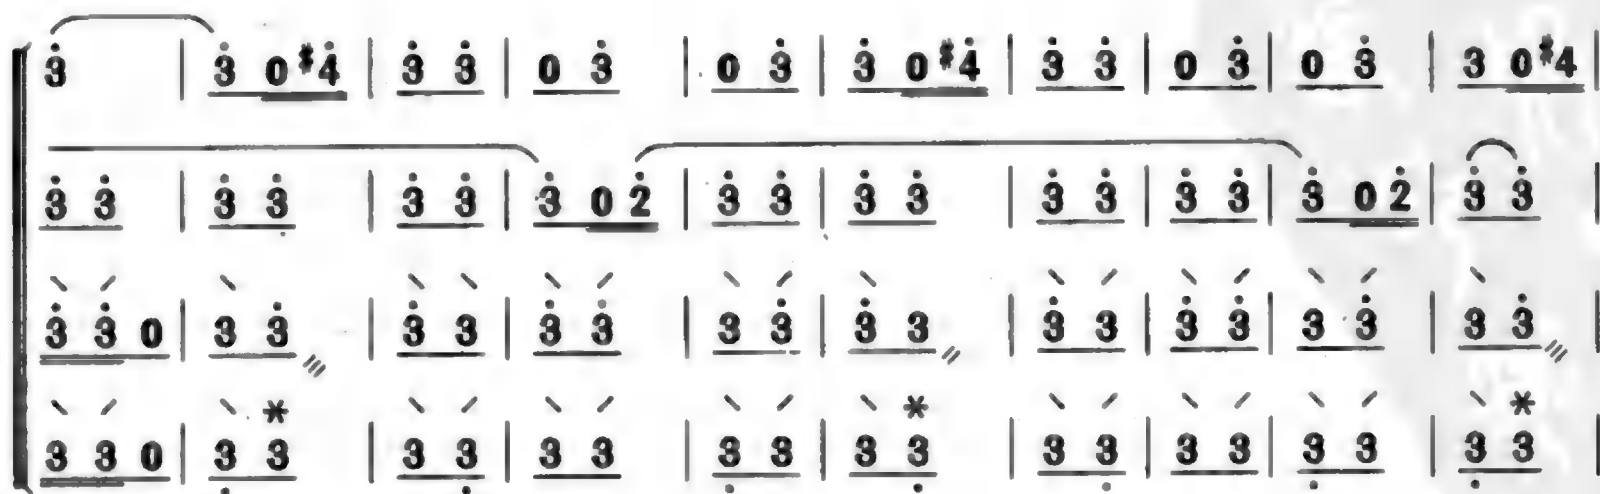 3̇ | 3̇ 0 #4̇ | 3̇ 3̇ | 0 3̇ | 0 3̇ | 3̇ 0 #4̇ | 3̇ 3̇ | 0 3̇ | 0 3̇ | 3 0 #4 |
3̇ 3̇ | 3̇ 3̇ | 3̇ 3̇ | 3̇ 0 2̇ | 3̇ 3̇ | 3̇ 3̇ | 3̇ 3̇ | 3̇ 3̇ | 3̇ 0 2̇ | 3̇ 3̇ |
3̇ 3̇ 0 | 3 3̇ | 3̇ 3 | 3̇ 3̇ | 3 3̇ | 3̇ 3 | 3̇ 3 | 3̇ 3̇ | 3 3̇ | 3 3̇ |
3 3 0 | 3̣ 3 | 3 3̣ | 3 3 | 3̣ 3 | 3 3̣ | 3 3̣ | 3 3 | 3̣ 3 | 3̣ 3 |